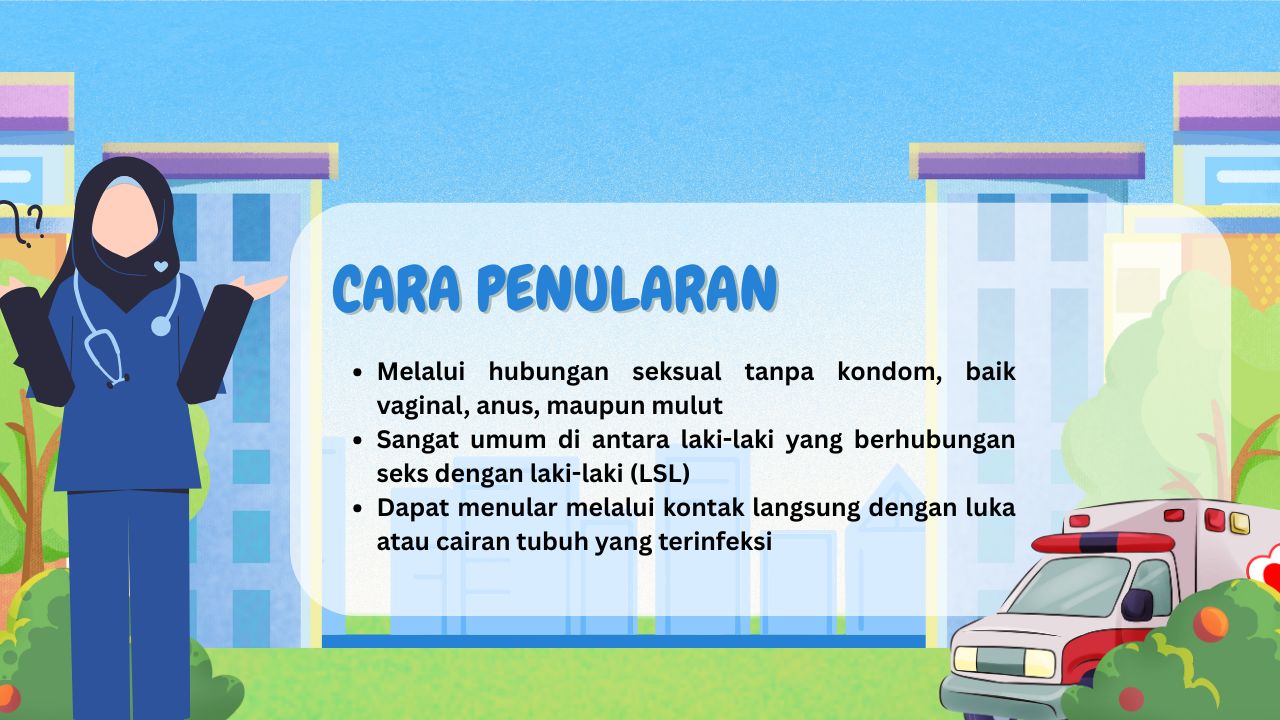 CARA PENULARAN
• Melalui hubungan seksual tanpa kondom, baik
vaginal, anus, maupun mulut
• Sangat umum di antara laki-laki yang berhubungan
seks dengan laki-laki (LSL)
• Dapat menular melalui kontak langsung dengan luka
atau cairan tubuh yang terinfeksi